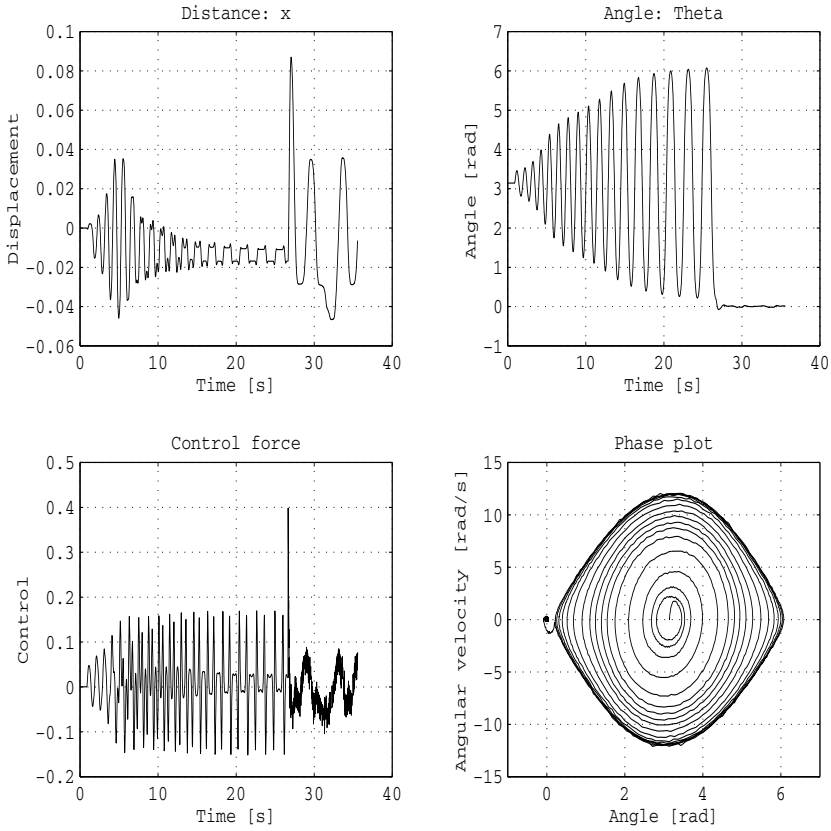 Distance: x
0.1
0.08
0.06
0.04
0.02
0
−0.02
−0.04
−0.06
Displacement
0 10 20 30 40
Time [s]
Angle: Theta
7
6
5
4
3
2
1
0
−1
Angle [rad]
0 10 20 30 40
Time [s]
Control force
0.5
0.4
0.3
0.2
0.1
0
−0.1
−0.2
Control
0 10 20 30 40
Time [s]
Phase plot
15
10
5
0
−5
−10
−15
Angular velocity [rad/s]
0 2 4 6
Angle [rad]